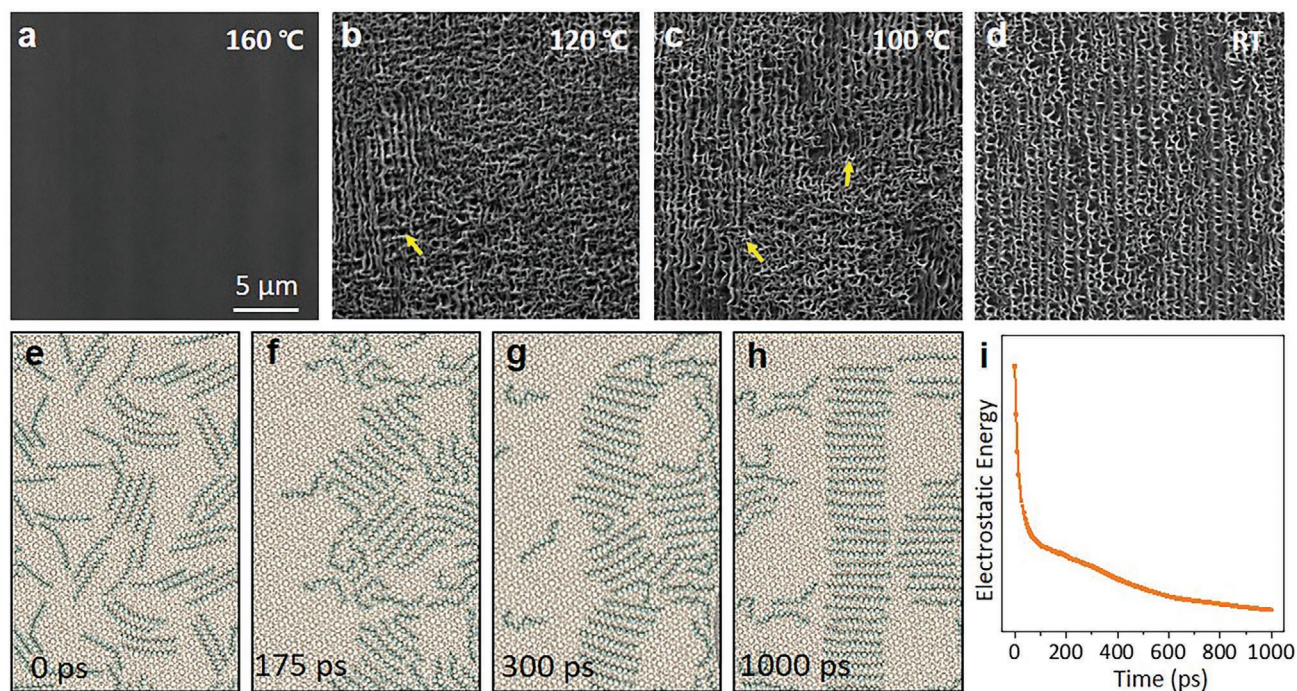 a
160 ℃
5 μm
b
120 ℃
c
100 ℃
d
RT
e
0 ps
f
175 ps
g
300 ps
h
1000 ps
i
Electrostatic Energy
0 200 400 600 800 1000
Time (ps)